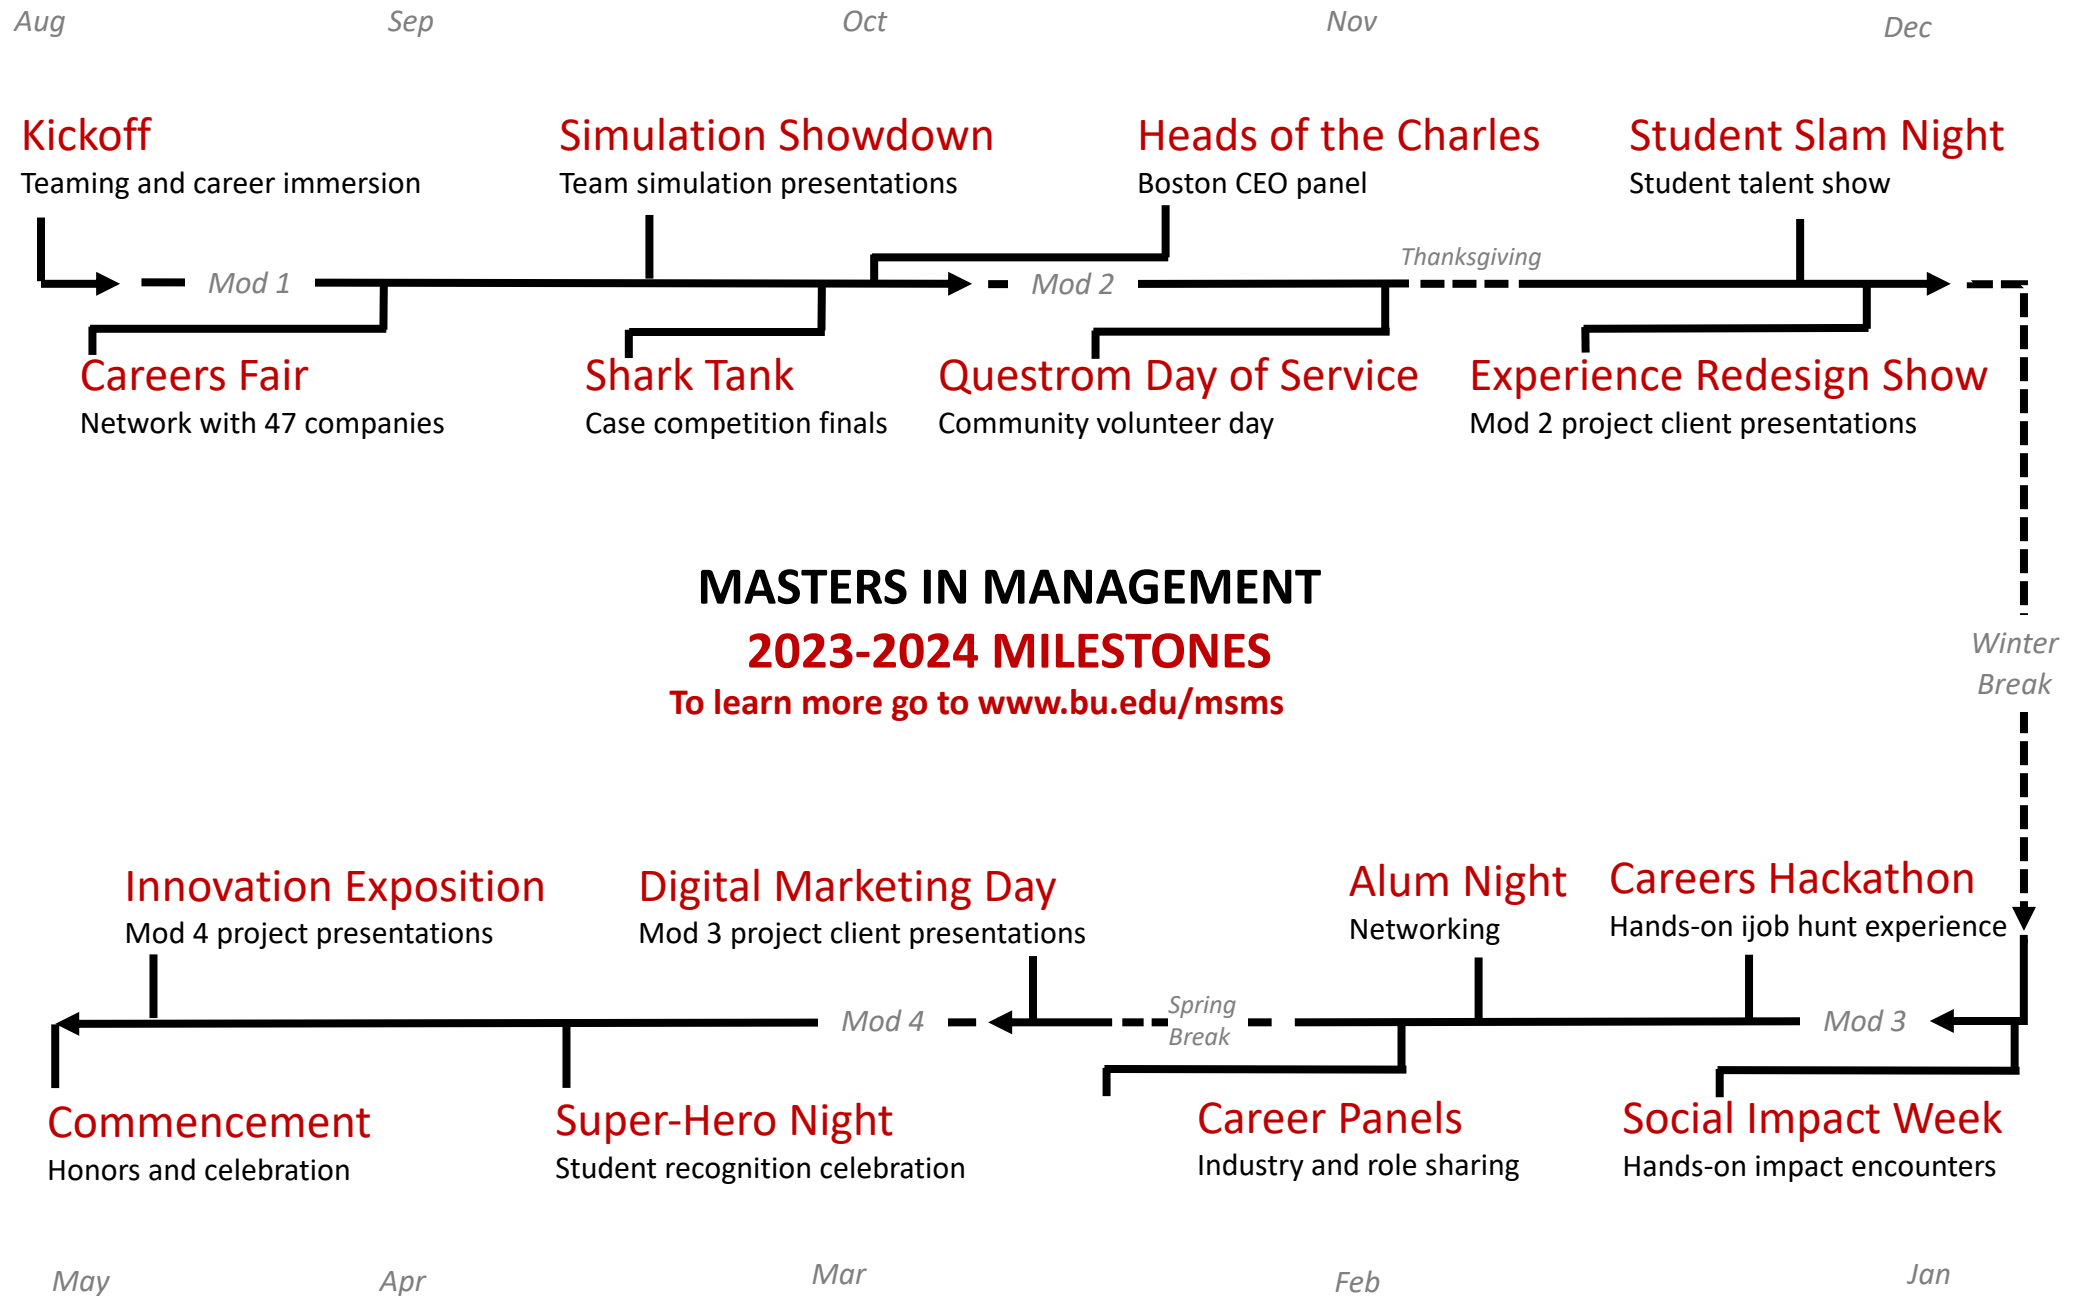 Aug
Sep
Oct
Nov
Dec
Kickoff
Teaming and career immersion
Simulation Showdown
Team simulation presentations
Heads of the Charles
Boston CEO panel
Student Slam Night
Student talent show
Mod 1
Mod 2
Thanksgiving
Careers Fair
Network with 47 companies
Shark Tank
Case competition finals
Questrom Day of Service
Community volunteer day
Experience Redesign Show
Mod 2 project client presentations
MASTERS IN MANAGEMENT
2023-2024 MILESTONES
To learn more go to www.bu.edu/msms
Winter
Break
Innovation Exposition
Mod 4 project presentations
Digital Marketing Day
Mod 3 project client presentations
Alum Night
Networking
Careers Hackathon
Hands-on ijob hunt experience
Mod 4
Spring
Break
Mod 3
Commencement
Honors and celebration
Super-Hero Night
Student recognition celebration
Career Panels
Industry and role sharing
Social Impact Week
Hands-on impact encounters
May
Apr
Mar
Feb
Jan